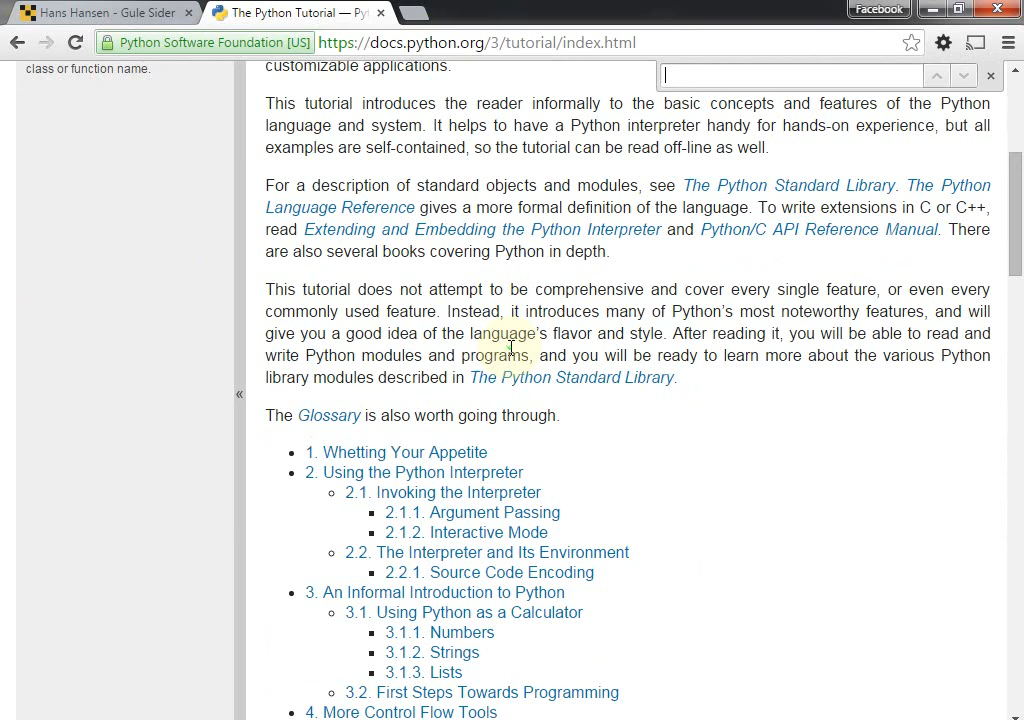 Hans Hansen - Gule Sider
The Python Tutorial — Py
Facebook
Python Software Foundation [US] https://docs.python.org/3/tutorial/index.html
class or function name.
customizable applications.
This tutorial introduces the reader informally to the basic concepts and features of the Python
language and system. It helps to have a Python interpreter handy for hands-on experience, but all
examples are self-contained, so the tutorial can be read off-line as well.
For a description of standard objects and modules, see The Python Standard Library. The Python
Language Reference gives a more formal definition of the language. To write extensions in C or C++,
read Extending and Embedding the Python Interpreter and Python/C API Reference Manual. There
are also several books covering Python in depth.
This tutorial does not attempt to be comprehensive and cover every single feature, or even every
commonly used feature. Instead, it introduces many of Python's most noteworthy features, and will
give you a good idea of the language's flavor and style. After reading it, you will be able to read and
write Python modules and programs, and you will be ready to learn more about the various Python
library modules described in The Python Standard Library.
«
The Glossary is also worth going through.
• 1. Whetting Your Appetite
• 2. Using the Python Interpreter
◦ 2.1. Invoking the Interpreter
▪ 2.1.1. Argument Passing
▪ 2.1.2. Interactive Mode
◦ 2.2. The Interpreter and Its Environment
▪ 2.2.1. Source Code Encoding
• 3. An Informal Introduction to Python
◦ 3.1. Using Python as a Calculator
▪ 3.1.1. Numbers
▪ 3.1.2. Strings
▪ 3.1.3. Lists
◦ 3.2. First Steps Towards Programming
• 4. More Control Flow Tools